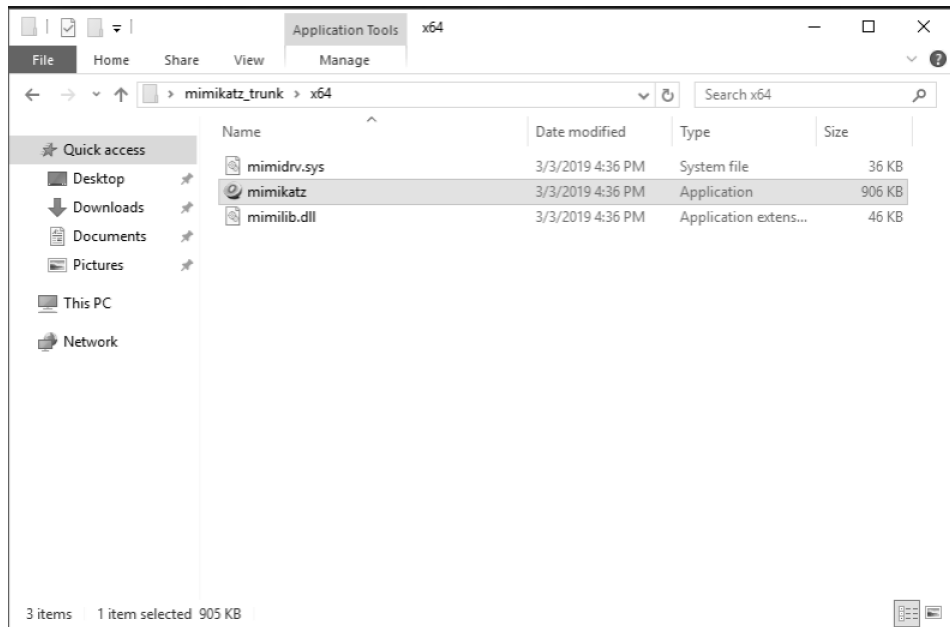 Application Tools x64
File Home Share View Manage
mimikatz_trunk > x64 Search x64
Name Date modified Type Size
Quick access
mimidrv.sys 3/3/2019 4:36 PM System file 36 KB
Desktop
mimikatz 3/3/2019 4:36 PM Application 906 KB
Downloads
mimilib.dll 3/3/2019 4:36 PM Application extens... 46 KB
Documents
Pictures
This PC
Network
3 items 1 item selected 905 KB